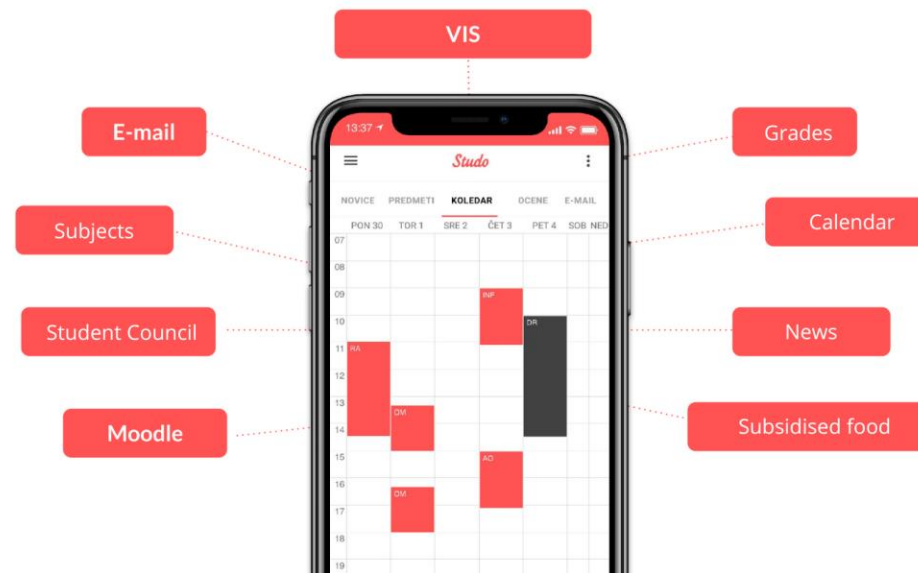 VIS
E-mail
Grades
Subjects
Calendar
Student Council
News
Moodle
Subsidised food
13:37
Studo
NOVICE PREDMETI KOLEDAR OCENE E-MAIL
PON 30 TOR 1 SRE 2 ČET 3 PET 4 SOB NED
07
08
09 INF
10 DR
11 RA
12
13 OM
14
15 AO
16 OM
17
18
19